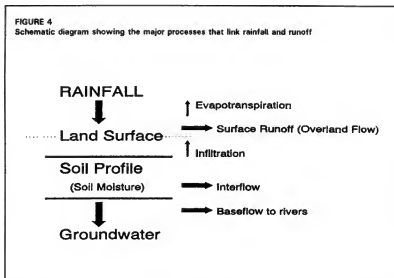 FIGURE 4
Schematic diagram showing the major processes that link rainfall and runoff
RAINFALL
Evapotranspiration
Surface Runoff (Overland Flow)
Land Surface
Infiltration
Soil Profile
(Soil Moisture)
Interflow
Baseflow to rivers
Groundwater